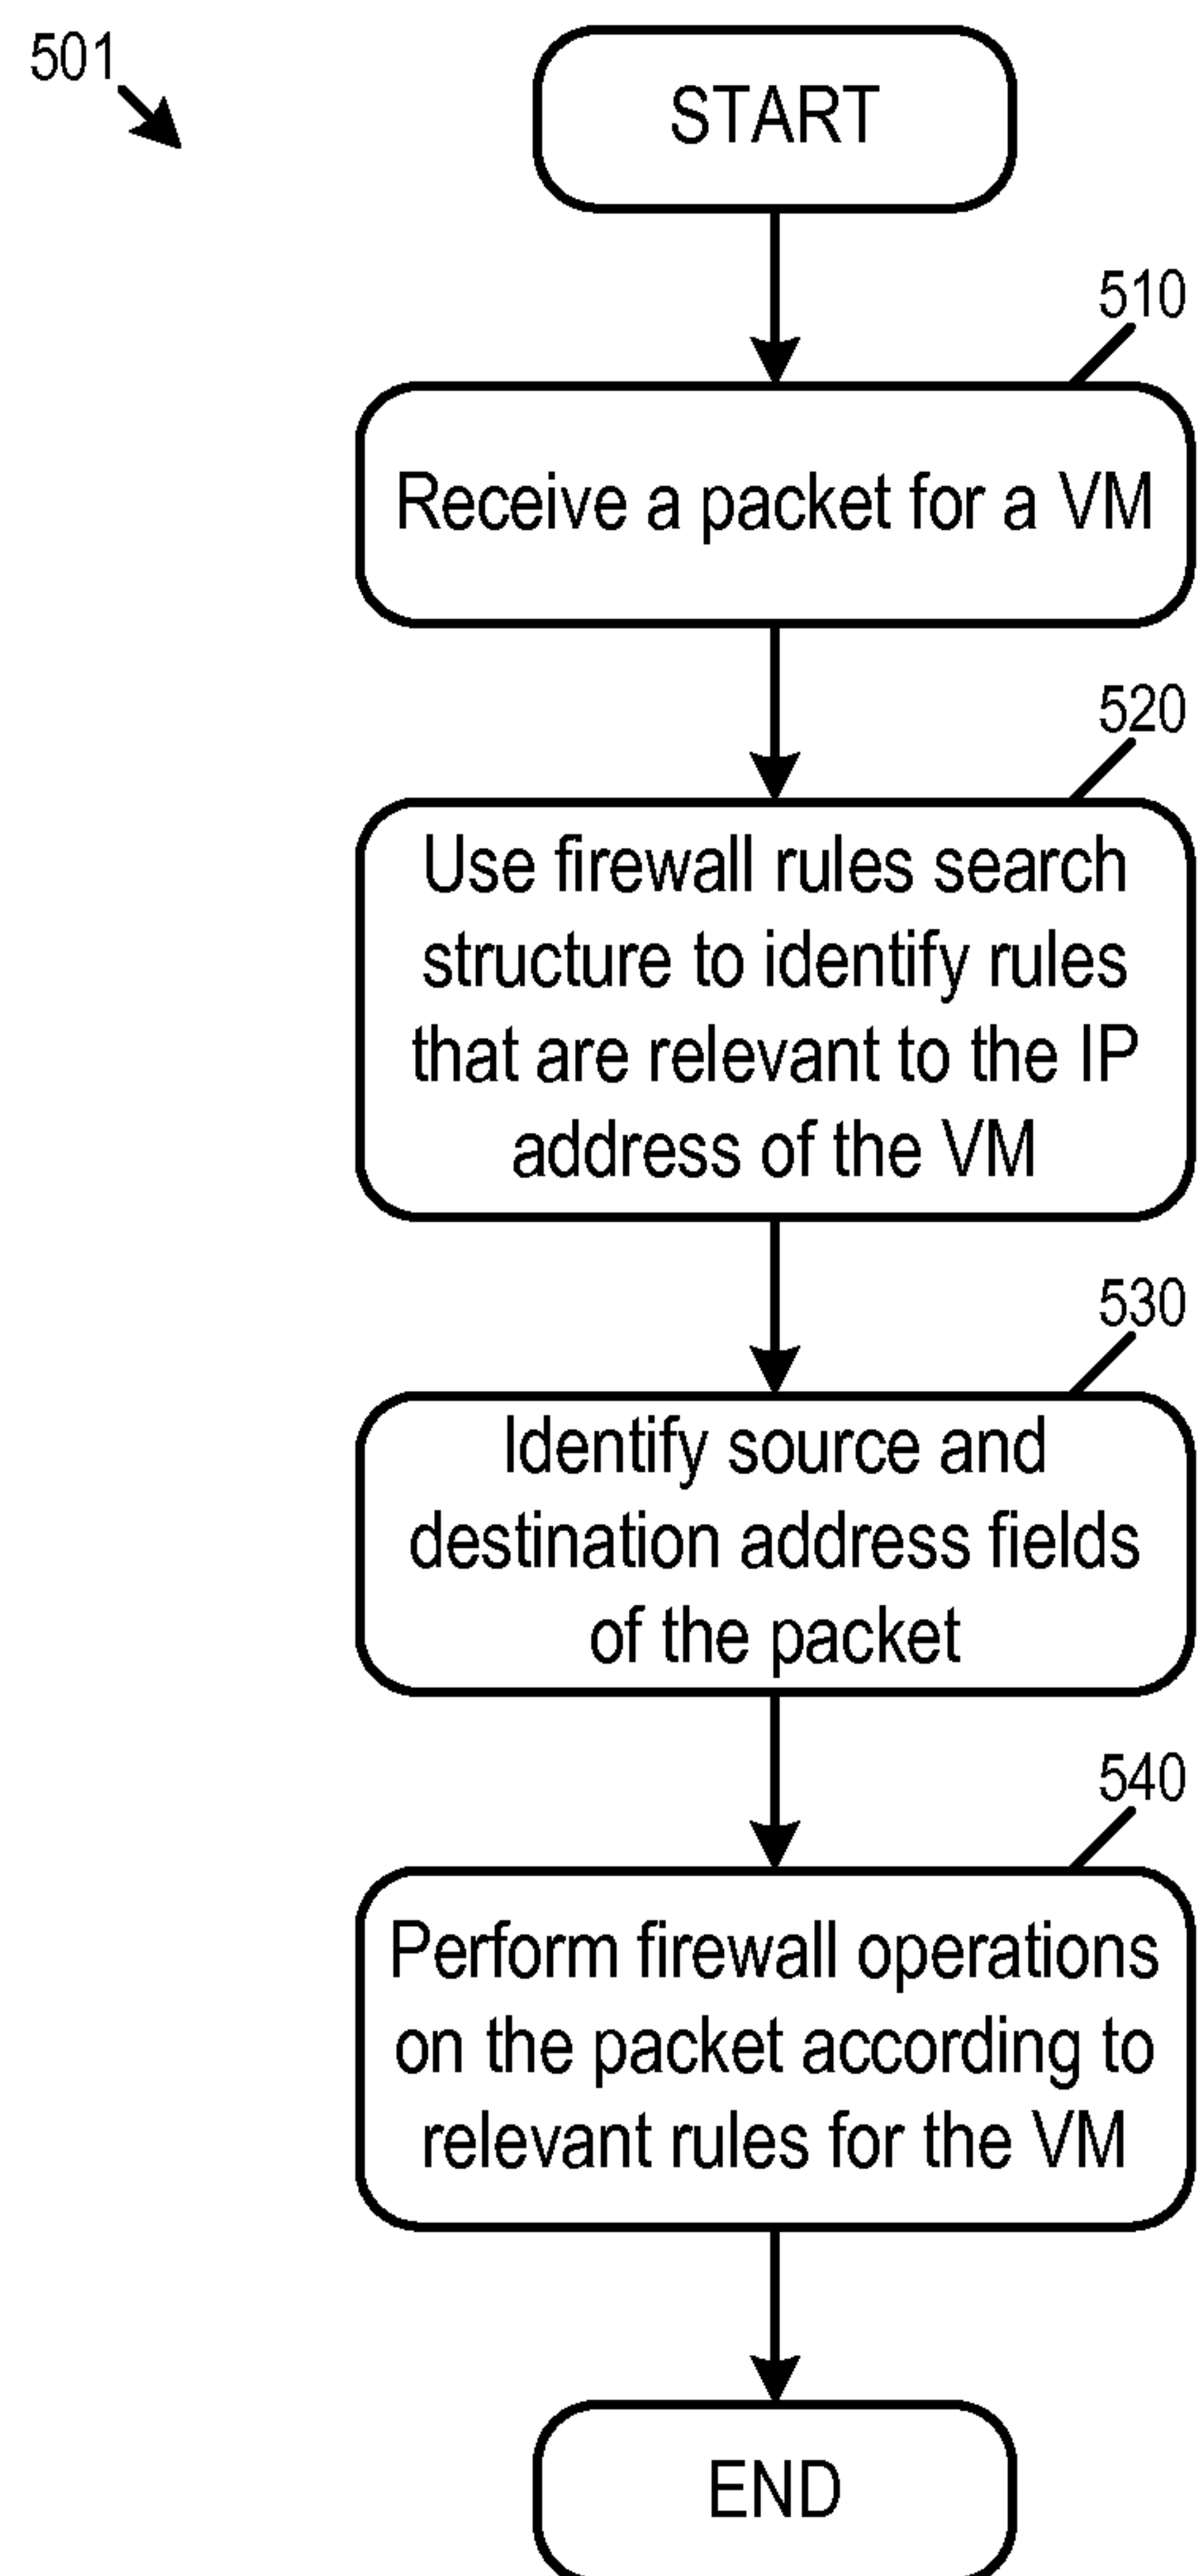 501
START
510
Receive a packet for a VM
520
Use firewall rules search
structure to identify rules
that are relevant to the IP
address of the VM
530
Identify source and
destination address fields
of the packet
540
Perform firewall operations
on the packet according to
relevant rules for the VM
END